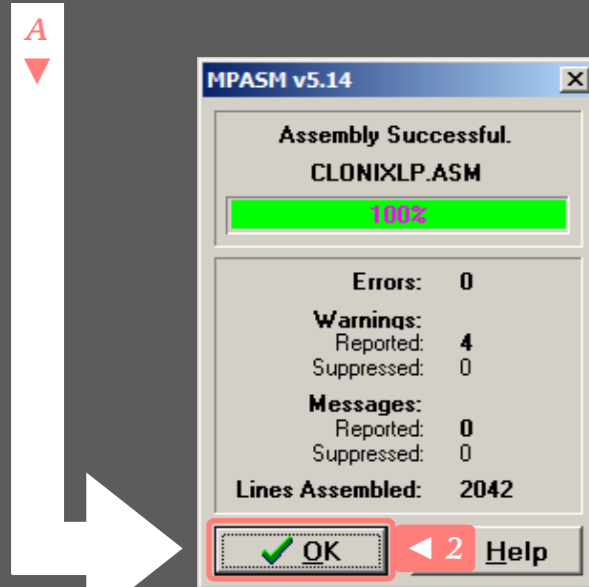 A
MPASM v5.14
Assembly Successful.
CLONIXLP.ASM
100%
Errors: 0
Warnings:
Reported: 4
Suppressed: 0
Messages:
Reported: 0
Suppressed: 0
Lines Assembled: 2042
OK 2 Help